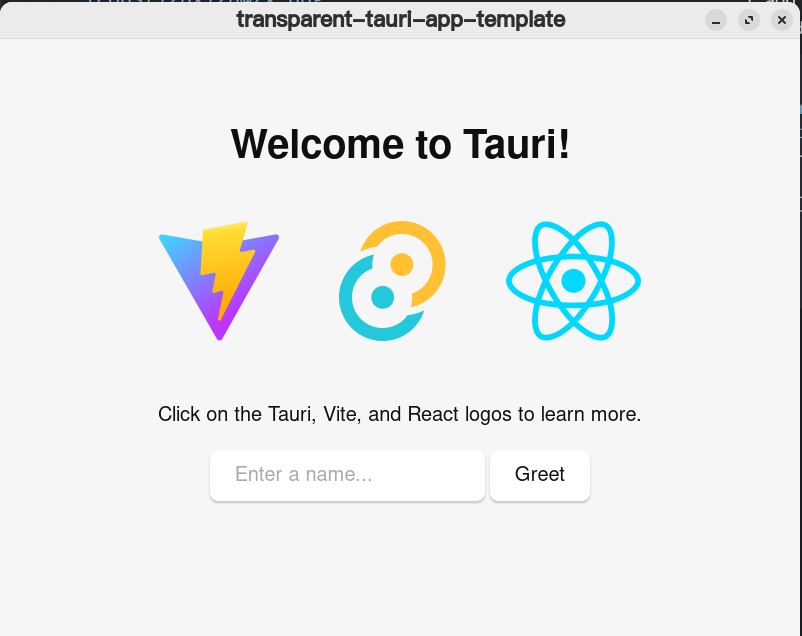 transparent-tauri-app-template
Welcome to Tauri!
Click on the Tauri, Vite, and React logos to learn more.
Enter a name...
Greet